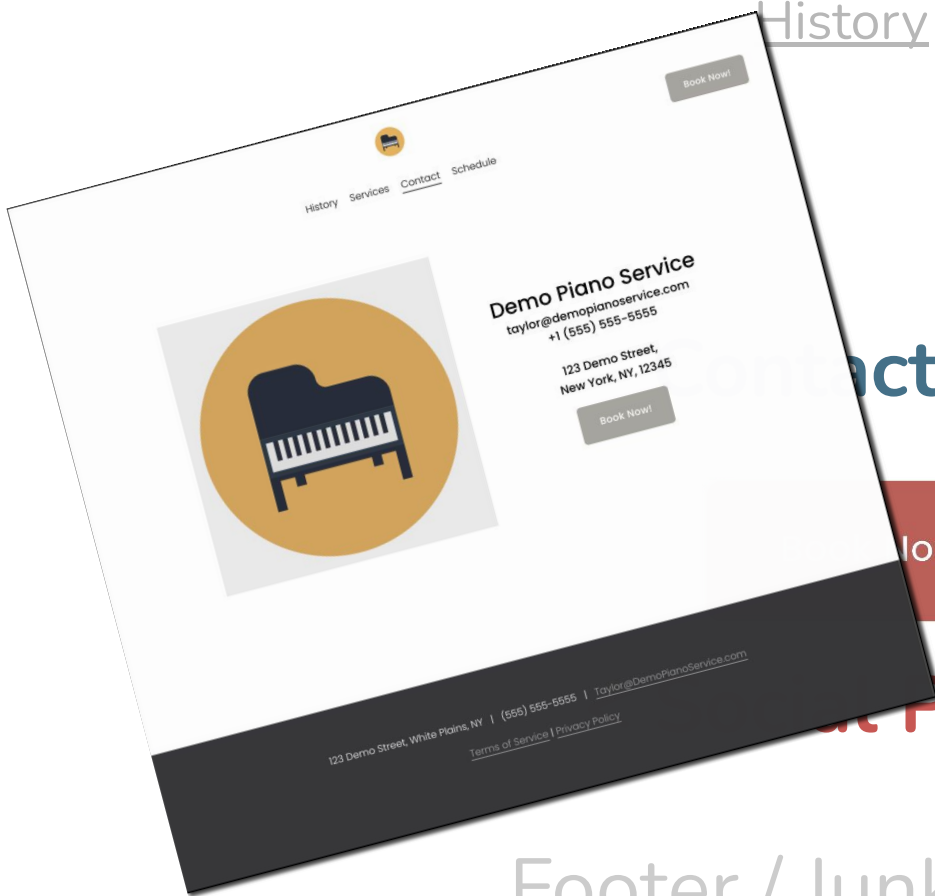 History
Book Now!
History Services Contact Schedule
Demo Piano Service
taylor@demopianoservice.com
+1 (555) 555-5555
123 Demo Street,
New York, NY, 12345
Book Now!
Contact
123 Demo Street, White Plains, NY | (555) 555-5555 | Taylor@DemoPianoService.com
Terms of Service | Privacy Policy
Footer /